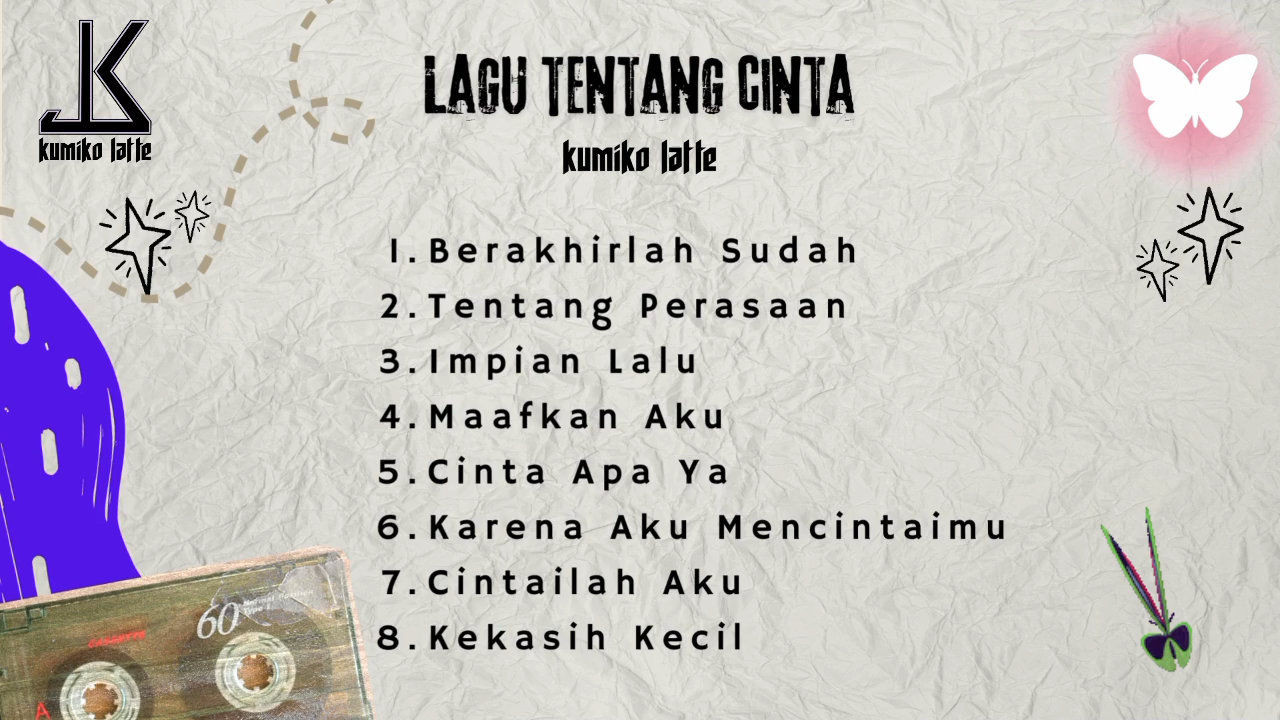 kumiko latte
LAGU TENTANG CINTA
kumiko latte
1. Berakhirlah Sudah
2. Tentang Perasaan
3. Impian Lalu
4. Maafkan Aku
5. Cinta Apa Ya
6. Karena Aku Mencintaimu
7. Cintailah Aku
8. Kekasih Kecil
60
A